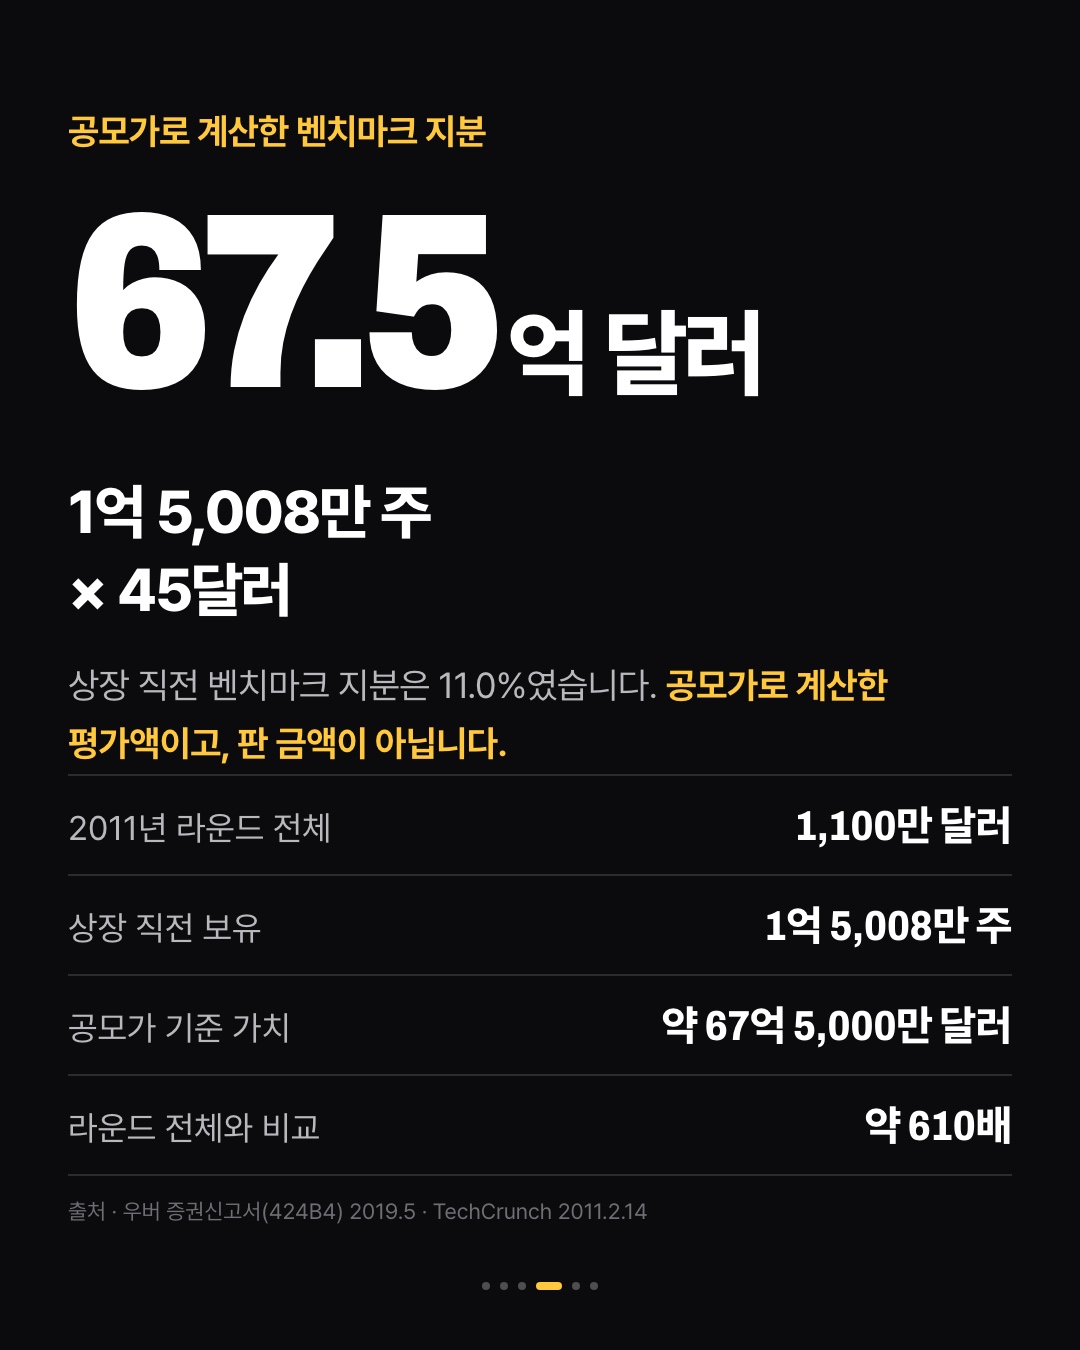 공모가로 계산한 벤치마크 지분
67.5억 달러
1억 5,008만 주
× 45달러
상장 직전 벤치마크 지분은 11.0%였습니다. 공모가로 계산한
평가액이고, 판 금액이 아닙니다.
2011년 라운드 전체 1,100만 달러
상장 직전 보유 1억 5,008만 주
공모가 기준 가치 약 67억 5,000만 달러
라운드 전체와 비교 약 610배
출처 · 우버 증권신고서(424B4) 2019.5 · TechCrunch 2011.2.14